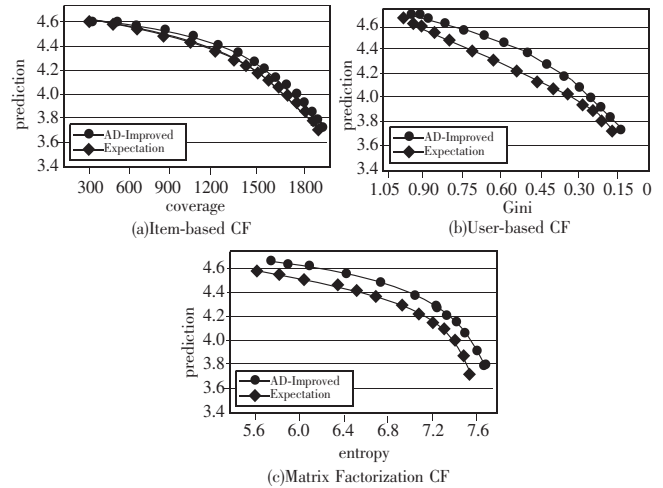 4.6
4.4
4.2
4.0
3.8
3.6
3.4
prediction
AD-Improved
Expectation
300 600 900 1200 1500 1800
coverage
(a)Item-based CF
4.6
4.4
4.2
4.0
3.8
3.6
3.4
prediction
AD-Improved
Expectation
1.05 0.90 0.75 0.60 0.45 0.30 0.15 0
Gini
(b)User-based CF
4.6
4.4
4.2
4.0
3.8
3.6
3.4
prediction
AD-Improved
Expectation
5.6 6.0 6.4 6.8 7.2 7.6
entropy
(c)Matrix Factorization CF